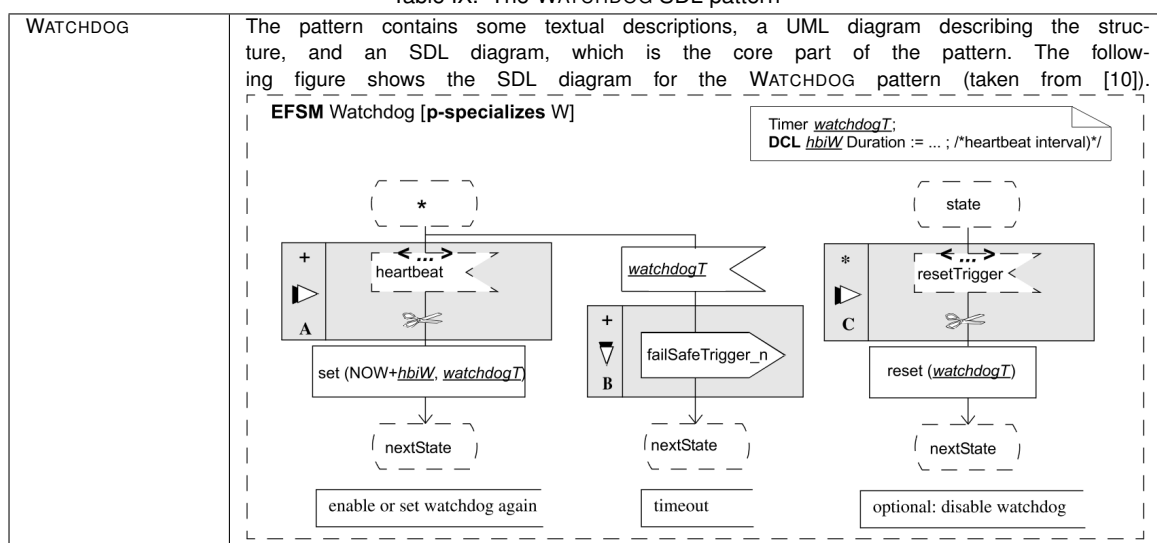 Table IX. The WATCHDOG SDL pattern
WATCHDOG
The pattern contains some textual descriptions, a UML diagram describing the struc-
ture, and an SDL diagram, which is the core part of the pattern. The follow-
ing figure shows the SDL diagram for the WATCHDOG pattern (taken from [10]).
EFSM Watchdog [p-specializes W]
Timer watchdogT;
DCL hbiW Duration := ... ; /*heartbeat interval)*/
*
state
+
< ... >
heartbeat
A
watchdogT
*
< ... >
resetTrigger
C
+
failSafeTrigger_n
B
set (NOW+hbiW, watchdogT)
reset (watchdogT)
nextState
nextState
nextState
enable or set watchdog again
timeout
optional: disable watchdog